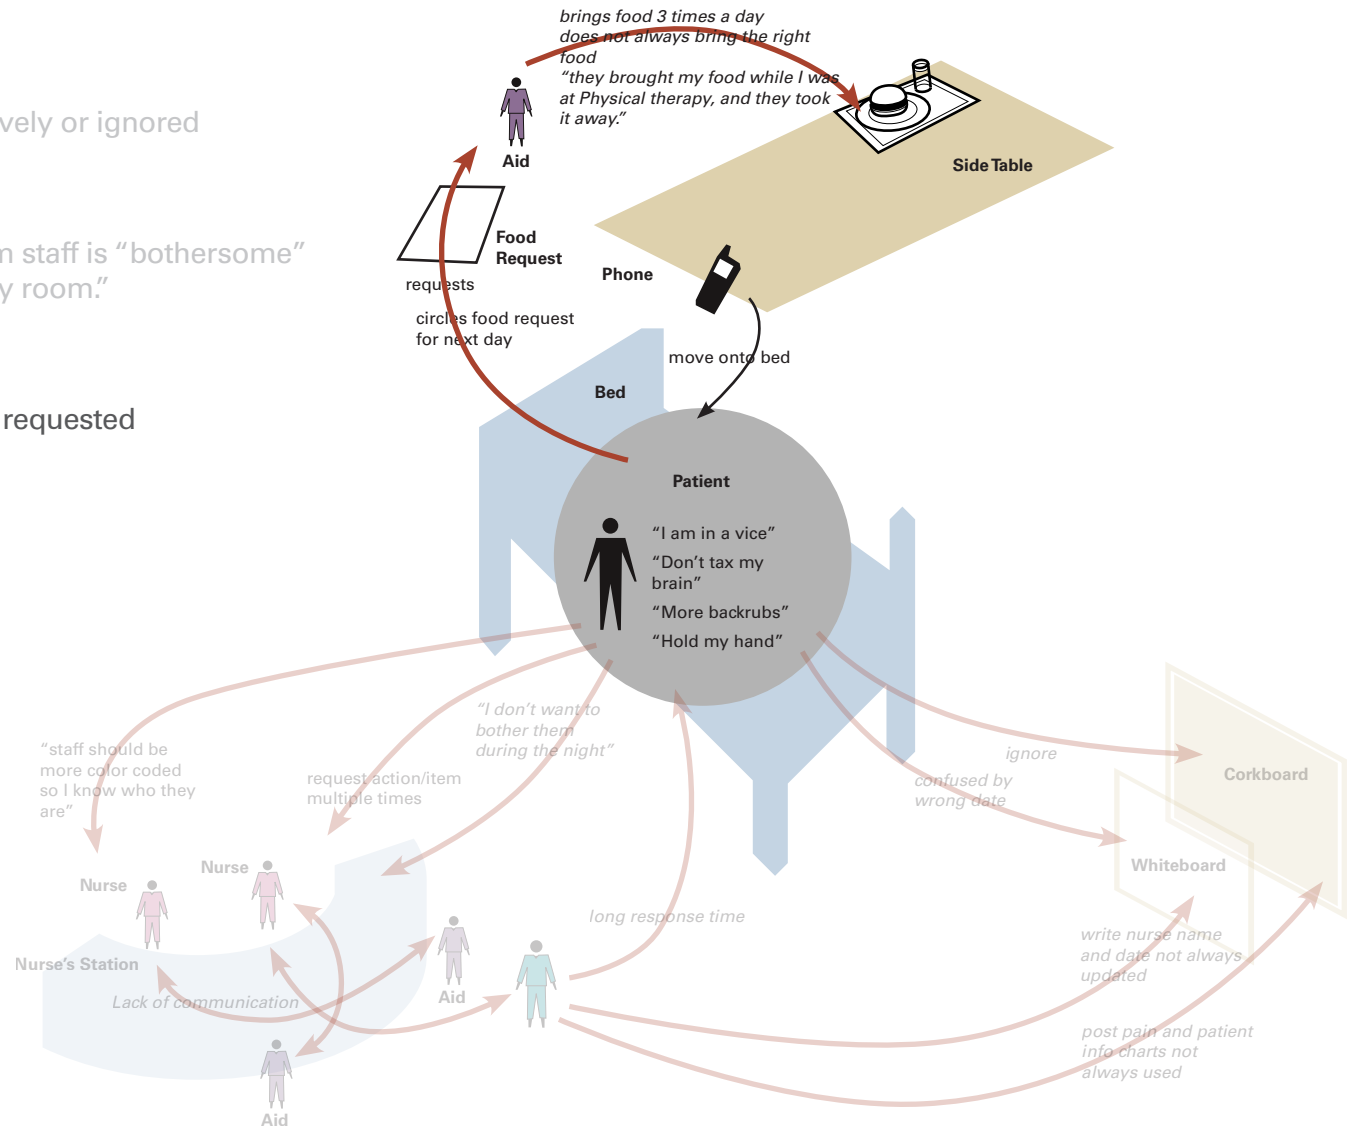 brings food 3 times a day
does not always bring the right
food
“they brought my food while I was
at Physical therapy, and they took
it away.”
vely or ignored
Aid
Side Table
Food
Request
m staff is “bothersome”
y room.”
Phone
requests
circles food request
for next day
move onto bed
Bed
requested
Patient
“I am in a vice”
“Don’t tax my
brain”
“More backrubs”
“Hold my hand”
“I don’t want to
bother them
during the night”
“staff should be
more color coded
so I know who they
are”
request action/item
multiple times
ignore
confused by
wrong date
Corkboard
Whiteboard
Nurse
Nurse
long response time
write nurse name
and date not always
updated
Nurse’s Station
Lack of communication
Aid
post pain and patient
info charts not
always used
Aid